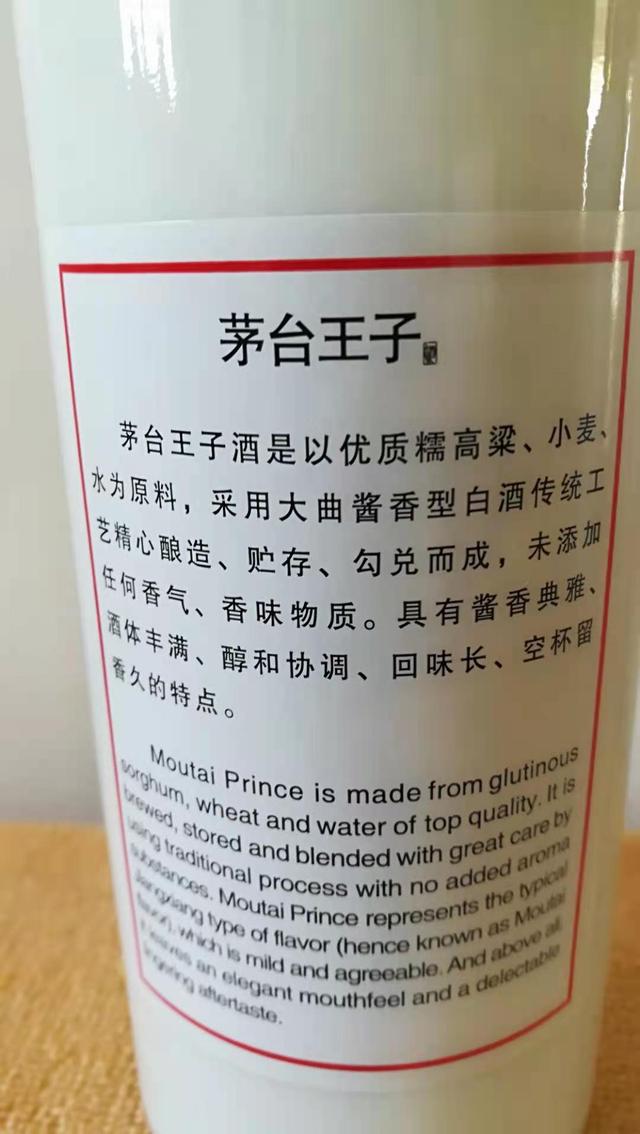 茅台王子
茅台王子酒是以优质糯高粱、小麦、
水为原料，采用大曲酱香型白酒传统工
艺精心酿造、贮存、勾兑而成，未添加
任何香气、香味物质。具有酱香典雅、
酒体丰满、醇和协调、回味长、空杯留
香久的特点。
Moutai Prince is made from glutinous
sorghum, wheat and water of top quality. It is
brewed, stored and blended with great care by
using traditional process with no added aroma
substances. Moutai Prince represents the typical
Jiangxiang type of flavor (hence known as Moutai
flavor), which is mild and agreeable. And above all,
it leaves an elegant mouthfeel and a delectable
lingering aftertaste.